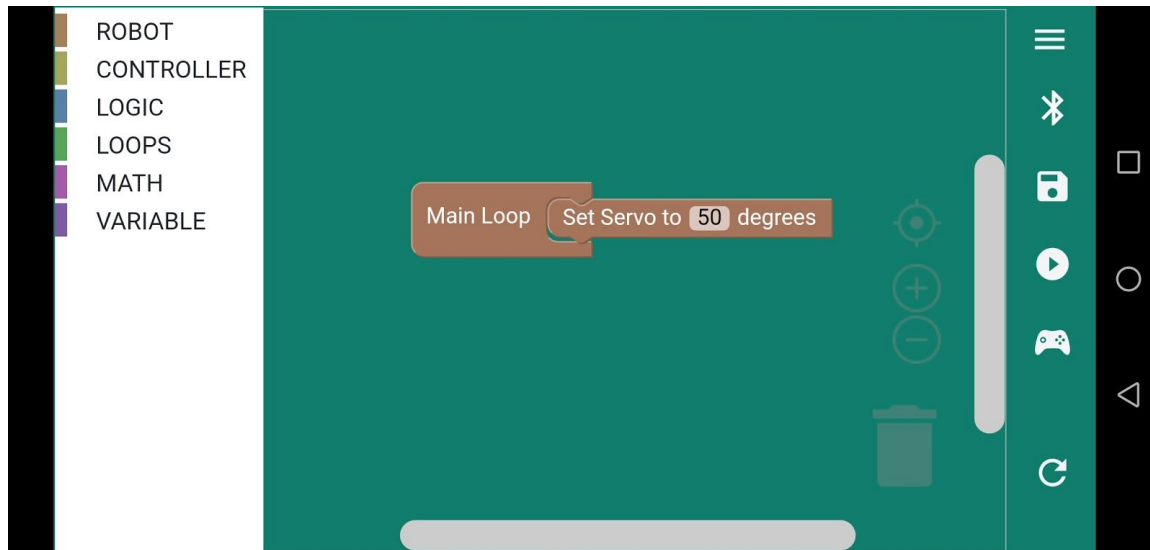 ROBOT
CONTROLLER
LOGIC
LOOPS
MATH
VARIABLE
Main Loop Set Servo to 50 degrees